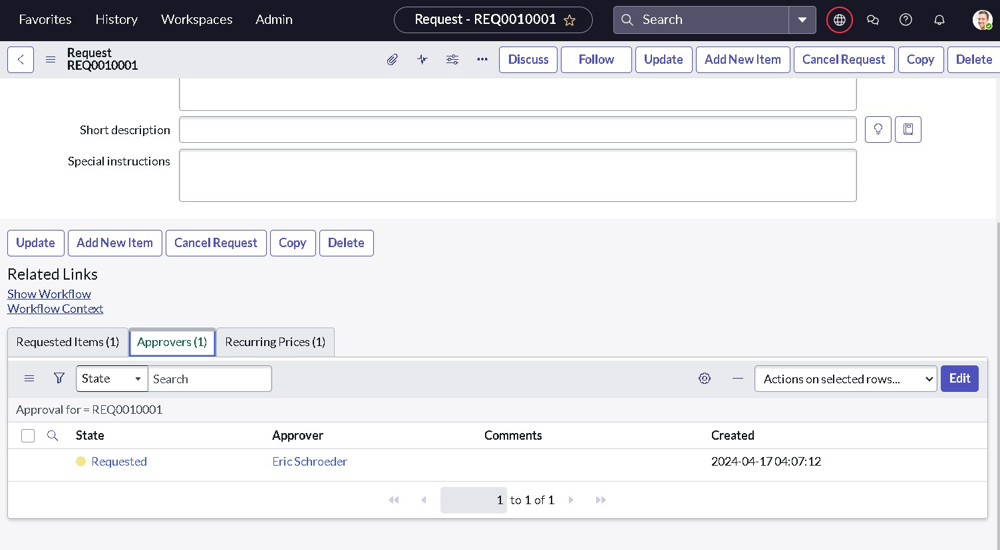 Favorites History Workspaces Admin Request - REQ0010001 Search
Request
REQ0010001
Discuss Follow Update Add New Item Cancel Request Copy Delete
Short description
Special instructions
Update Add New Item Cancel Request Copy Delete
Related Links
Show Workflow
Workflow Context
Requested Items (1) Approvers (1) Recurring Prices (1)
State Search Actions on selected rows... Edit
Approval for = REQ0010001
State Approver Comments Created
Requested Eric Schroeder 2024-04-17 04:07:12
1 to 1 of 1